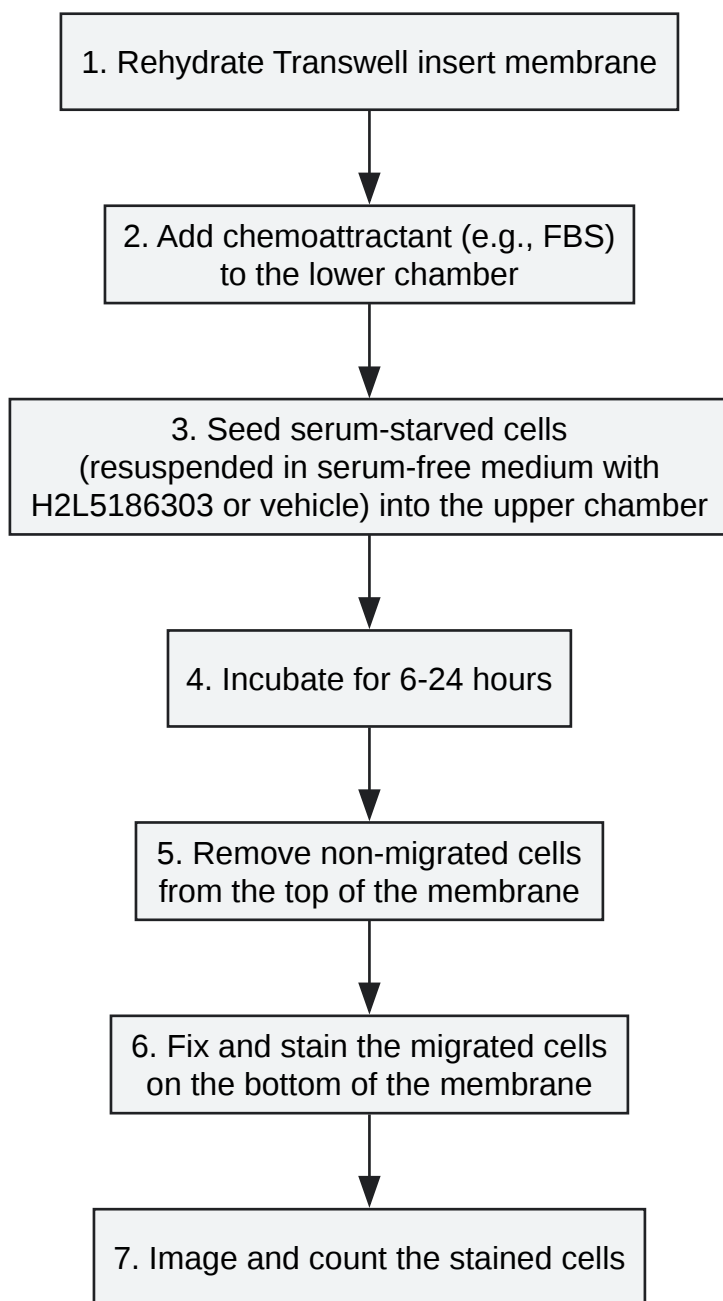 1. Rehydrate Transwell insert membrane
2. Add chemoattractant (e.g., FBS)
to the lower chamber
3. Seed serum-starved cells
(resuspended in serum-free medium with
H2L5186303 or vehicle) into the upper chamber
4. Incubate for 6-24 hours
5. Remove non-migrated cells
from the top of the membrane
6. Fix and stain the migrated cells
on the bottom of the membrane
7. Image and count the stained cells